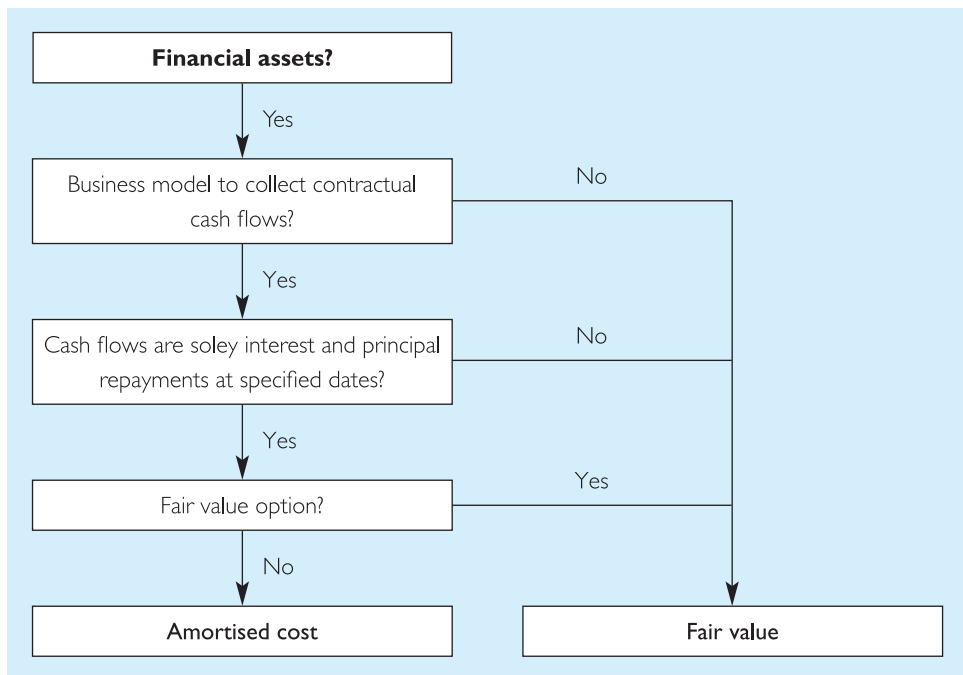 Financial assets?
Yes
Business model to collect contractual
cash flows?
No
Yes
Cash flows are soley interest and principal
repayments at specified dates?
No
Yes
Fair value option?
Yes
No
Amortised cost
Fair value